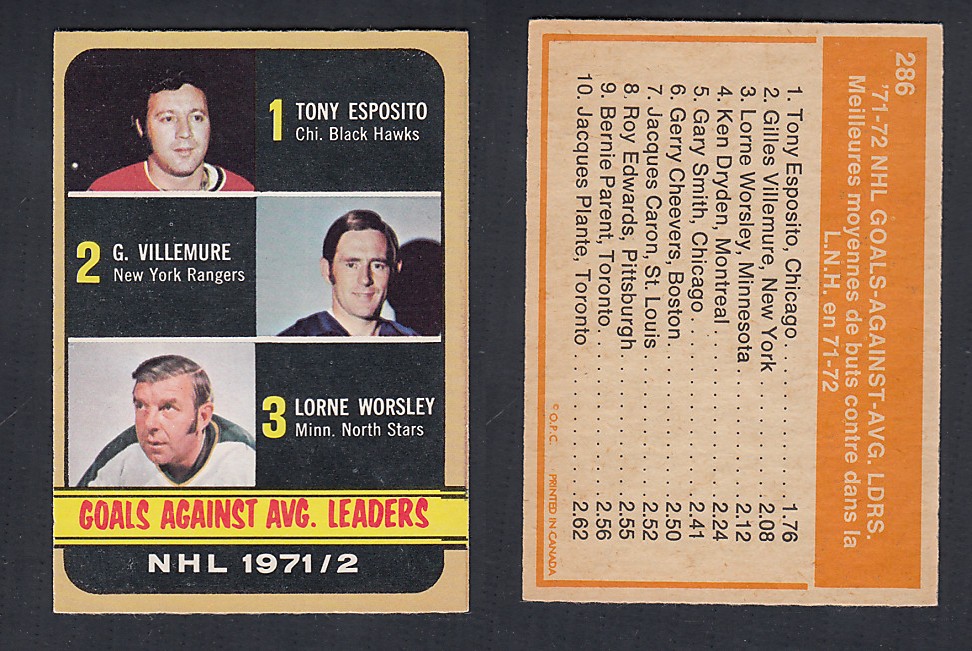 1 TONY ESPOSITO
Chi. Black Hawks
2 G. VILLEMURE
New York Rangers
3 LORNE WORSLEY
Minn. North Stars
GOALS AGAINST AVG. LEADERS
NHL 1971/2
286
'71-72 NHL GOALS-AGAINST-AVG. LDRS.
Meilleures moyennes de buts contre dans la
L.N.H. en 71-72
1. Tony Esposito, Chicago . . . . . . . . . . 1.76
2. Gilles Villemure, New York . . . . . . . . 2.08
3. Lorne Worsley, Minnesota . . . . . . . . 2.12
4. Ken Dryden, Montreal . . . . . . . . . . 2.24
5. Gary Smith, Chicago . . . . . . . . . . . 2.41
6. Gerry Cheevers, Boston . . . . . . . . . 2.50
7. Jacques Caron, St. Louis . . . . . . . . . 2.52
8. Roy Edwards, Pittsburgh . . . . . . . . . 2.55
9. Bernie Parent, Toronto . . . . . . . . . . 2.56
10. Jacques Plante, Toronto . . . . . . . . . 2.62
© O.P.C. PRINTED IN CANADA